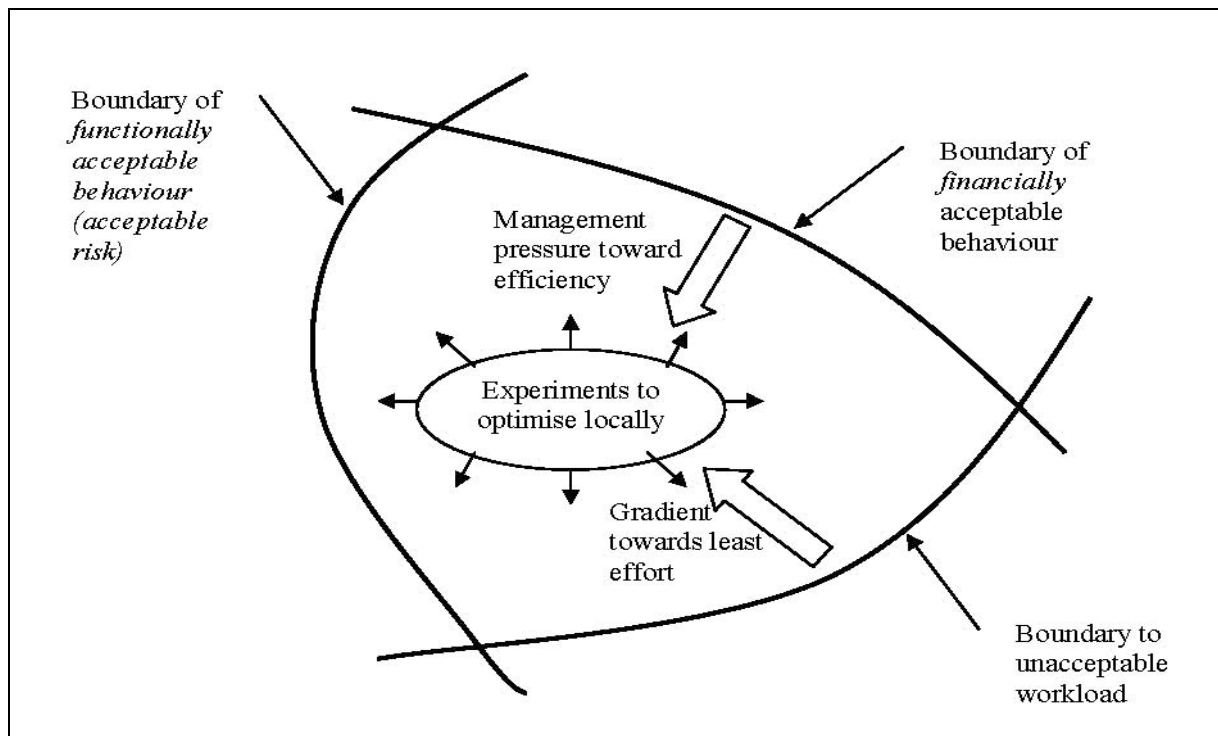 Boundary of
functionally
acceptable
behaviour
(acceptable
risk)
Boundary of
financially
acceptable
behaviour
Management
pressure toward
efficiency
Experiments to
optimise locally
Gradient
towards least
effort
Boundary to
unacceptable
workload